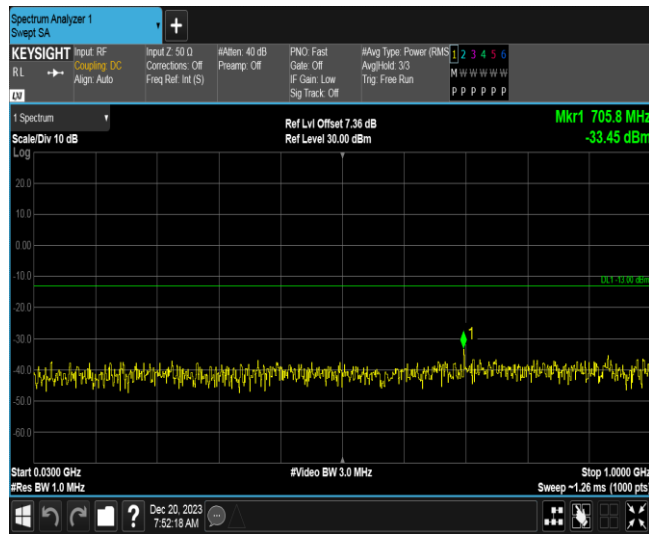 Spectrum Analyzer 1
Swept SA
+
KEYSIGHT Input: RF Input Z: 50 Ω #Atten: 40 dB PNO: Fast #Avg Type: Power (RMS 1 2 3 4 5 6
RL Coupling: DC Corrections: Off Preamp: Off Gate: Off Avg|Hold: 3/3 M W W W W W
Align: Auto Freq Ref: Int (S) IF Gain: Low Trig: Free Run
LXI Sig Track: Off P P P P P P
1 Spectrum Ref Lvl Offset 7.36 dB Mkr1 705.8 MHz
Scale/Div 10 dB Ref Level 30.00 dBm -33.45 dBm
Log
20.0
10.0
0.00
-10.0
DL1 -13.00 dBm
-20.0
-30.0
1
-40.0
-50.0
-60.0
Start 0.0300 GHz #Video BW 3.0 MHz Stop 1.0000 GHz
#Res BW 1.0 MHz Sweep ~1.26 ms (1000 pts
? Dec 20, 2023
7:52:18 AM